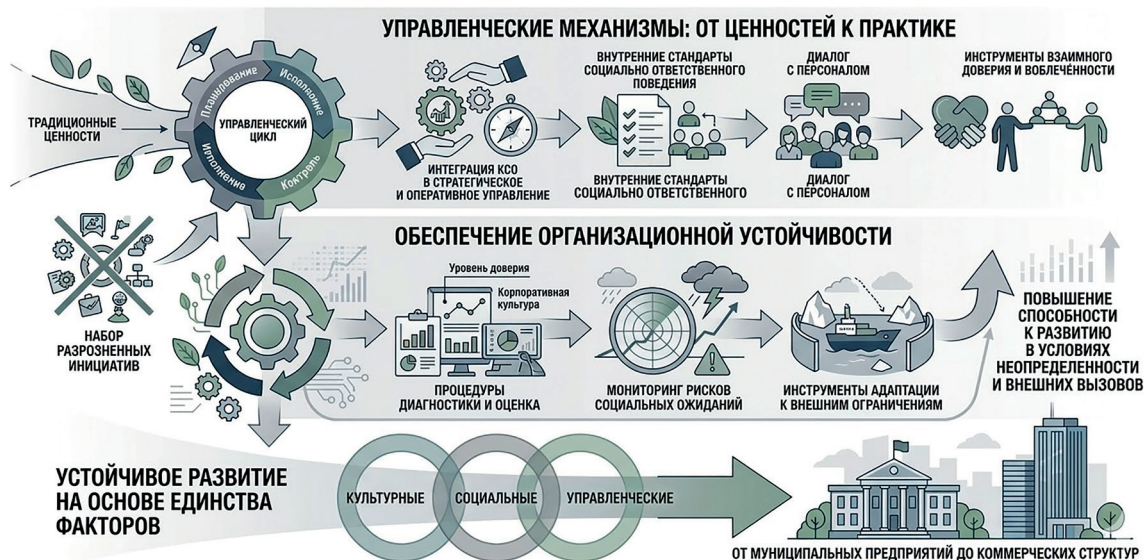 УПРАВЛЕНЧЕСКИЕ МЕХАНИЗМЫ: ОТ ЦЕННОСТЕЙ К ПРАКТИКЕ
ТРАДИЦИОННЫЕ
ЦЕННОСТИ
Планирование
Исполнение
Исполнение
Контроль
УПРАВЛЕНЧЕСКИЙ
ЦИКЛ
ИНТЕГРАЦИЯ КСО
В СТРАТЕГИЧЕСКОЕ
И ОПЕРАТИВНОЕ УПРАВЛЕНИЕ
ВНУТРЕННИЕ СТАНДАРТЫ
СОЦИАЛЬНО ОТВЕТСТВЕННОГО
ПОВЕДЕНИЯ
ВНУТРЕННИЕ СТАНДАРТЫ
СОЦИАЛЬНО ОТВЕТСТВЕННОГО
ДИАЛОГ
С ПЕРСОНАЛОМ
ДИАЛОГ
С ПЕРСОНАЛОМ
ИНСТРУМЕНТЫ ВЗАИМНОГО
ДОВЕРИЯ И ВОБЛЕЧЁННОСТИ
НАБОР
РАЗРОЗНЕННЫХ
ИНИЦИАТИВ
ОБЕСПЕЧЕНИЕ ОРГАНИЗАЦИОННОЙ УСТОЙЧИВОСТИ
Уровень доверия
Корпоративная
культура
ПРОЦЕДУРЫ
ДИАГНОСТИКИ И ОЦЕНКА
МОНИТОРИНГ РИСКОВ
СОЦИАЛЬНЫХ ОЖИДАНИЙ
ИНСТРУМЕНТЫ АДАПТАЦИИ
К ВНЕШНИМ ОГРАНИЧЕНИЯМ
ПОВЫШЕНИЕ
СПОСОБНОСТИ
К РАЗВИТИЮ
В УСЛОВИЯХ
НЕОПРЕДЕЛЕННОСТИ
И ВНЕШНИХ ВЫЗОВОВ
УСТОЙЧИВОЕ РАЗВИТИЕ
НА ОСНОВЕ ЕДИНСТВА
ФАКТОРОВ
КУЛЬТУРНЫЕ
СОЦИАЛЬНЫЕ
УПРАВЛЕНЧЕСКИЕ
ОТ МУНИЦИПАЛЬНЫХ ПРЕДПРИЯТИЙ ДО КОММЕРЧЕСКИХ СТРУКТУР